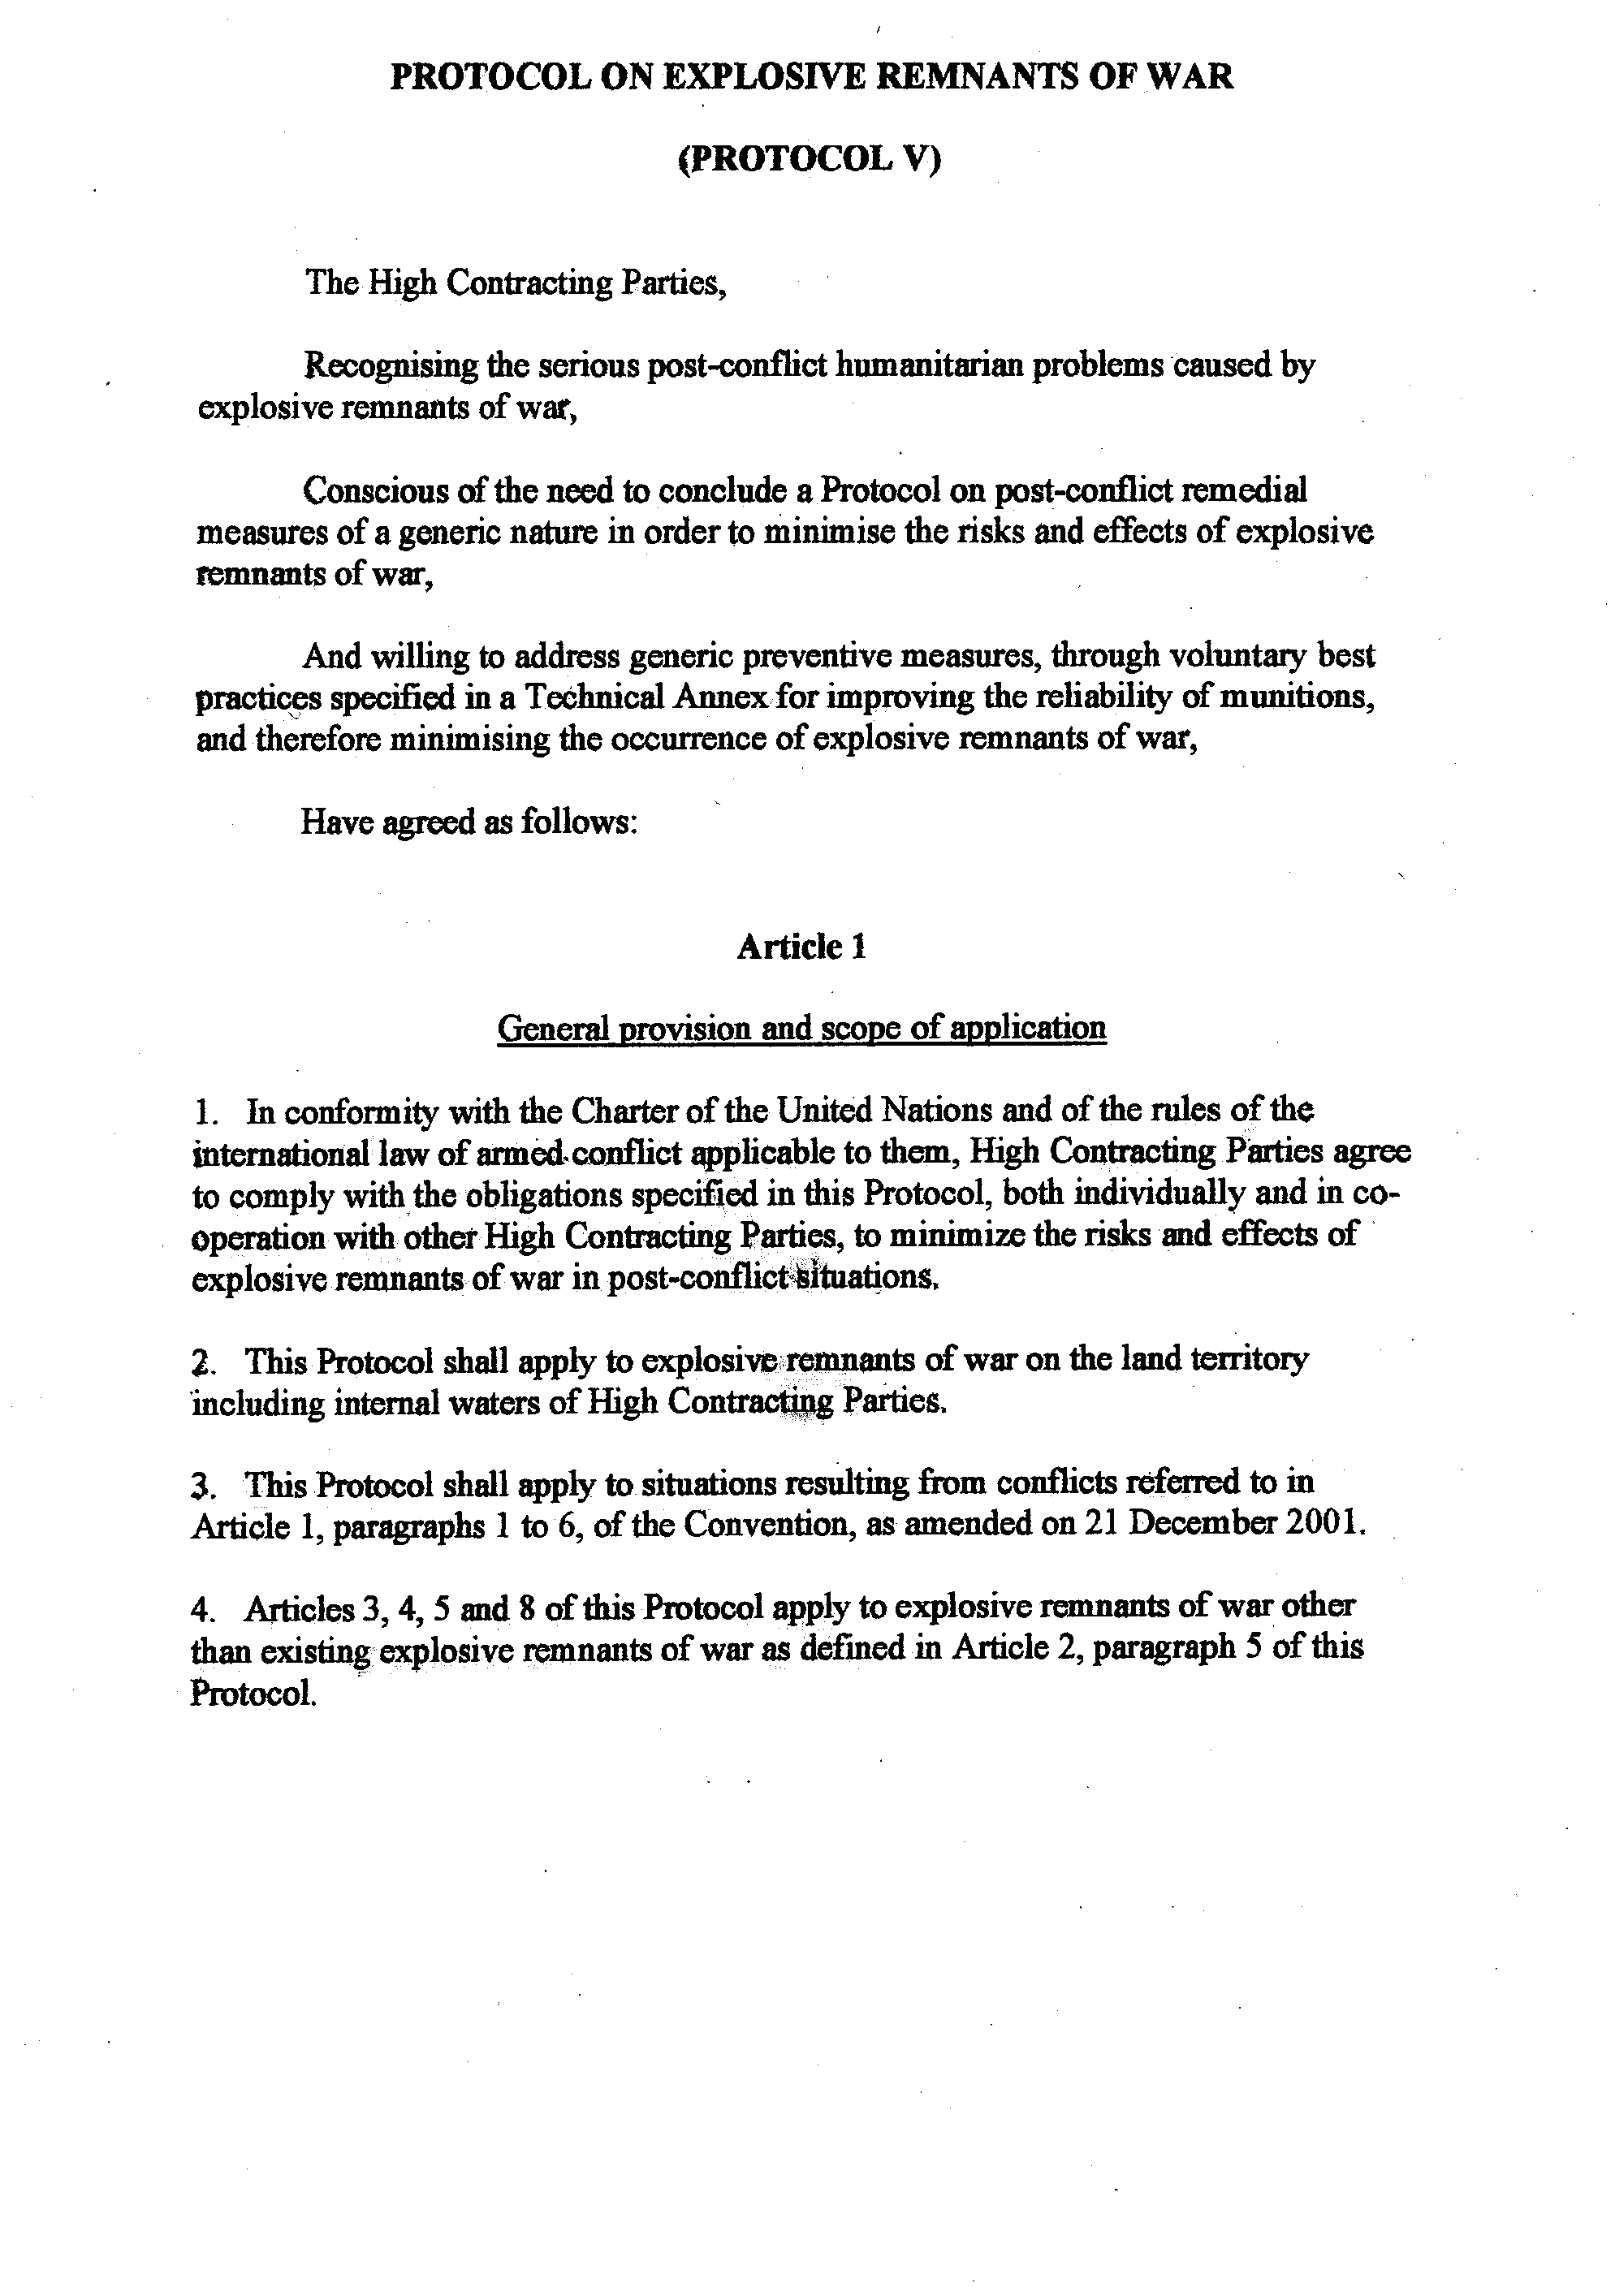 PROTOCOL ON EXPLOSIVE REMNANTS OF WAR
(PROTOCOL V)
The High Contracting Parties,
Recognising the serious post-conflict humanitarian problems caused by
explosive remnants of war,
Conscious of the need to conclude a Protocol on post-conflict remedial
measures of a generic nature in order to minimise the risks and effects of explosive
remnants of war,
And willing to address generic preventive measures, through voluntary best
practices specified in a Technical Annex for improving the reliability of munitions,
and therefore minimising the occurrence of explosive remnants of war,
Have agreed as follows:
Article 1
General provision and scope of application
1. In conformity with the Charter of the United Nations and of the rules of the
international law of armed conflict applicable to them, High Contracting Parties agree
to comply with the obligations specified in this Protocol, both individually and in co-
operation with other High Contracting Parties, to minimize the risks and effects of
explosive remnants of war in post-conflict situations.
2. This Protocol shall apply to explosive remnants of war on the land territory
including internal waters of High Contracting Parties.
3. This Protocol shall apply to situations resulting from conflicts referred to in
Article 1, paragraphs 1 to 6, of the Convention, as amended on 21 December 2001.
4. Articles 3, 4, 5 and 8 of this Protocol apply to explosive remnants of war other
than existing explosive remnants of war as defined in Article 2, paragraph 5 of this
Protocol.